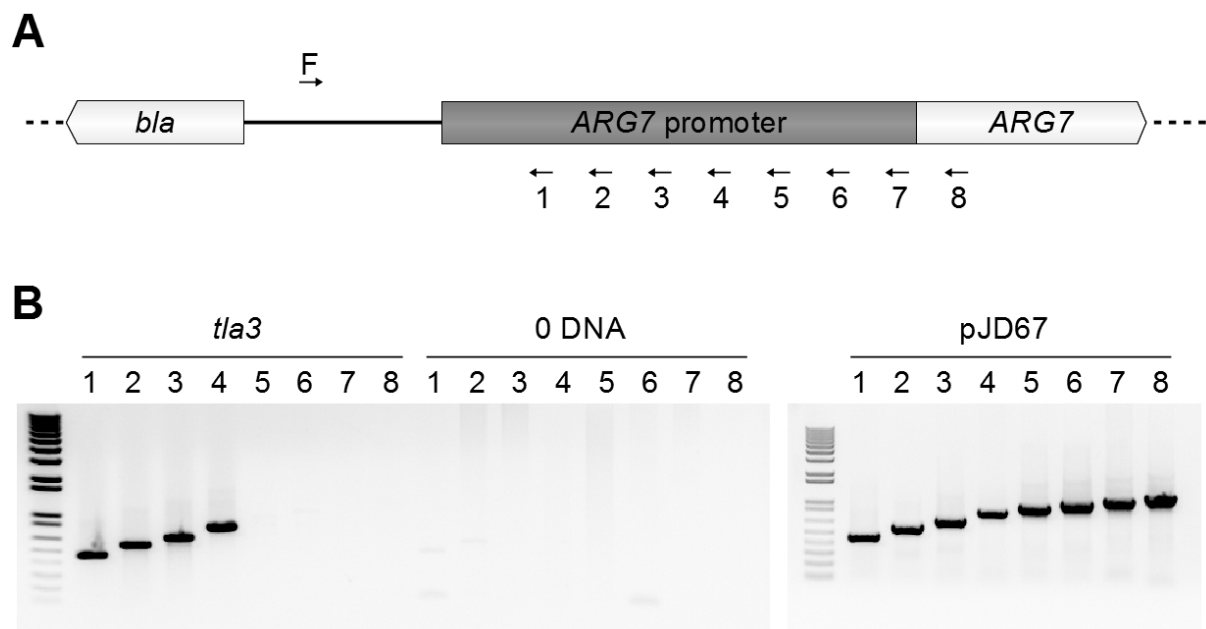 A
F
bla
ARG7 promoter
ARG7
1 2 3 4 5 6 7 8
B
tla3 0 DNA pJD67
1 2 3 4 5 6 7 8 1 2 3 4 5 6 7 8 1 2 3 4 5 6 7 8